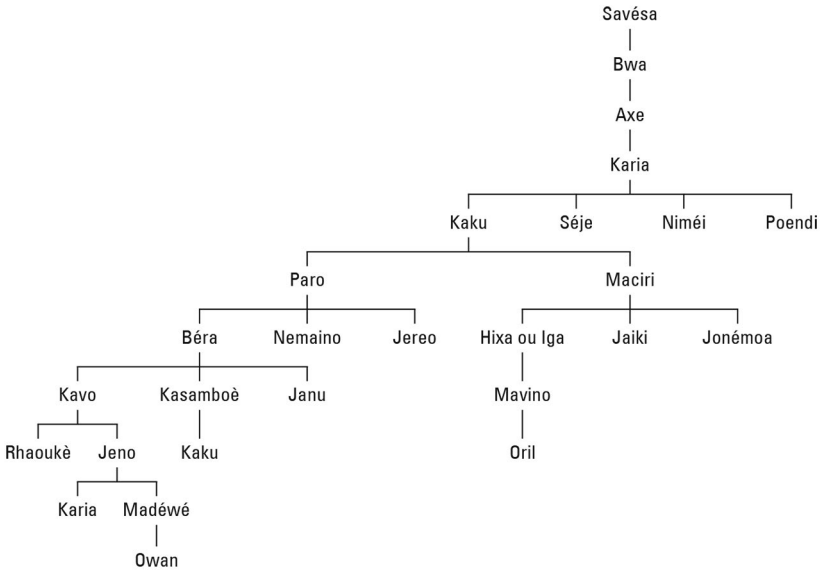 Savésa
Bwa
Axe
Karia
Kaku Séje Niméi Poendi
Paro Maciri
Béra Nemaino Jereo Hixa ou Iga Jaiki Jonémoa
Kavo Kasamboè Janu Mavino
Rhaoukè Jeno Kaku Oril
Karia Madéwé
Owan